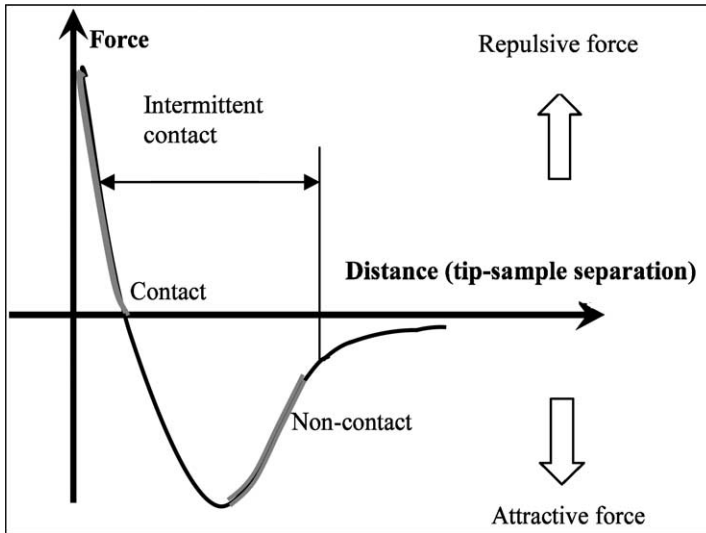 Force
Repulsive force
Intermittent
contact
Distance (tip-sample separation)
Contact
Non-contact
Attractive force